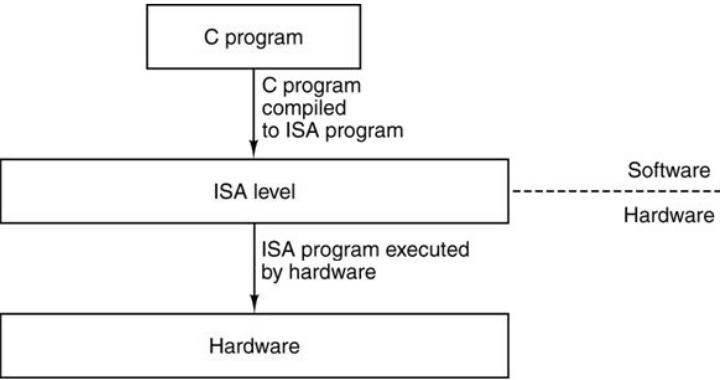 C program
C program
compiled
to ISA program
ISA level
Software
Hardware
ISA program executed
by hardware
Hardware